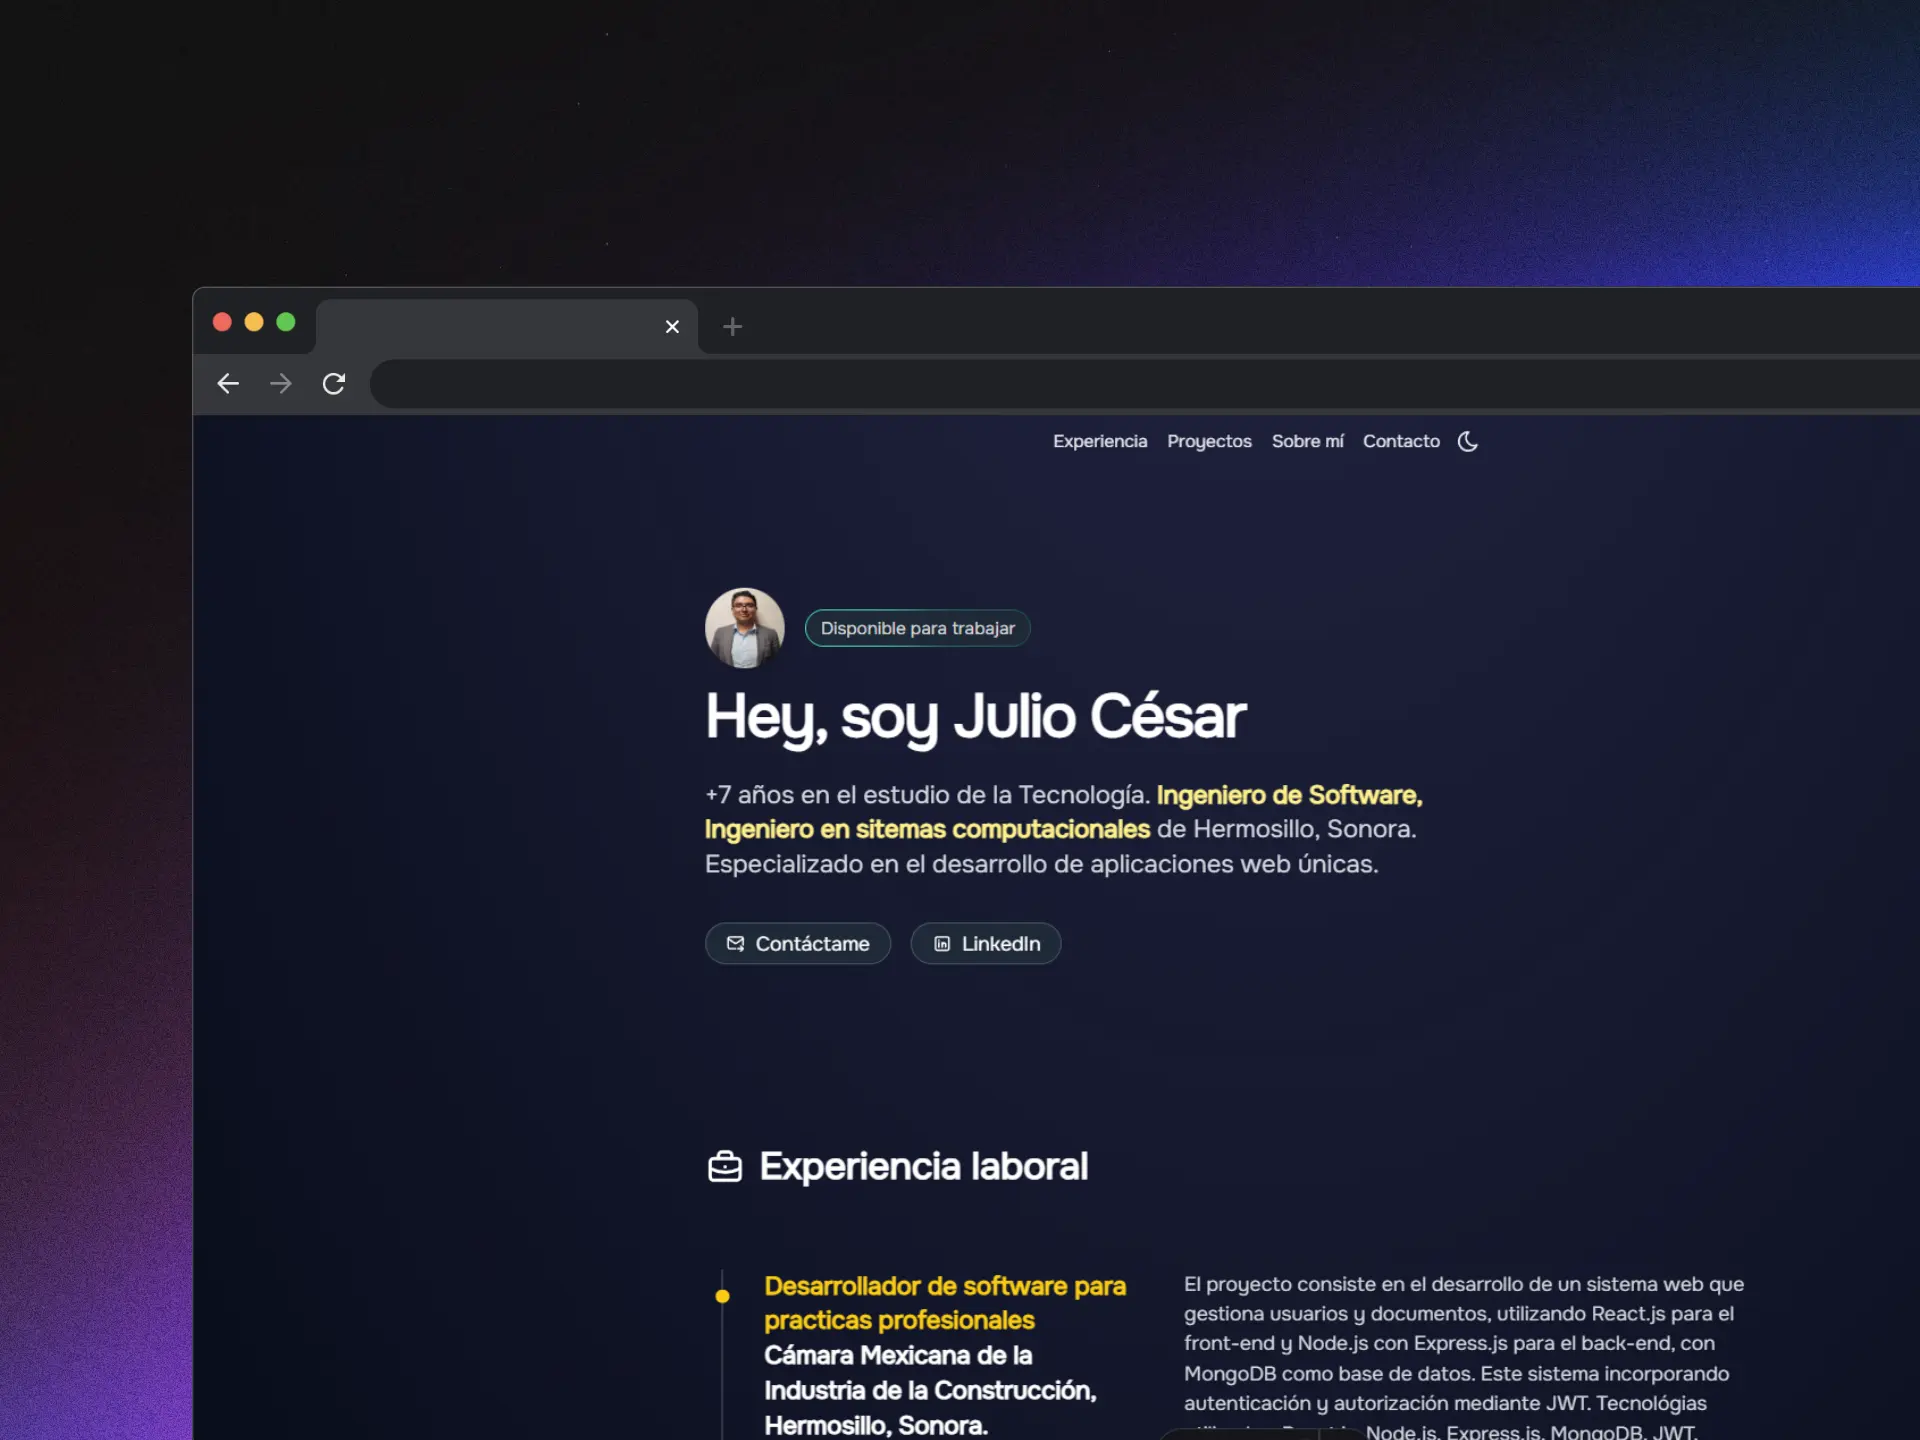 Experiencia Proyectos Sobre mí Contacto
Disponible para trabajar
Hey, soy Julio César
+7 años en el estudio de la Tecnología. Ingeniero de Software,
Ingeniero en sitemas computacionales de Hermosillo, Sonora.
Especializado en el desarrollo de aplicaciones web únicas.
Contáctame LinkedIn
Experiencia laboral
Desarrollador de software para
practicas profesionales
Cámara Mexicana de la
Industria de la Construcción,
Hermosillo, Sonora.
El proyecto consiste en el desarrollo de un sistema web que
gestiona usuarios y documentos, utilizando React.js para el
front-end y Node.js con Express.js para el back-end, con
MongoDB como base de datos. Este sistema incorporando
autenticación y autorización mediante JWT. Tecnológias
Node.js, Express.js, MongoDB, JWT.